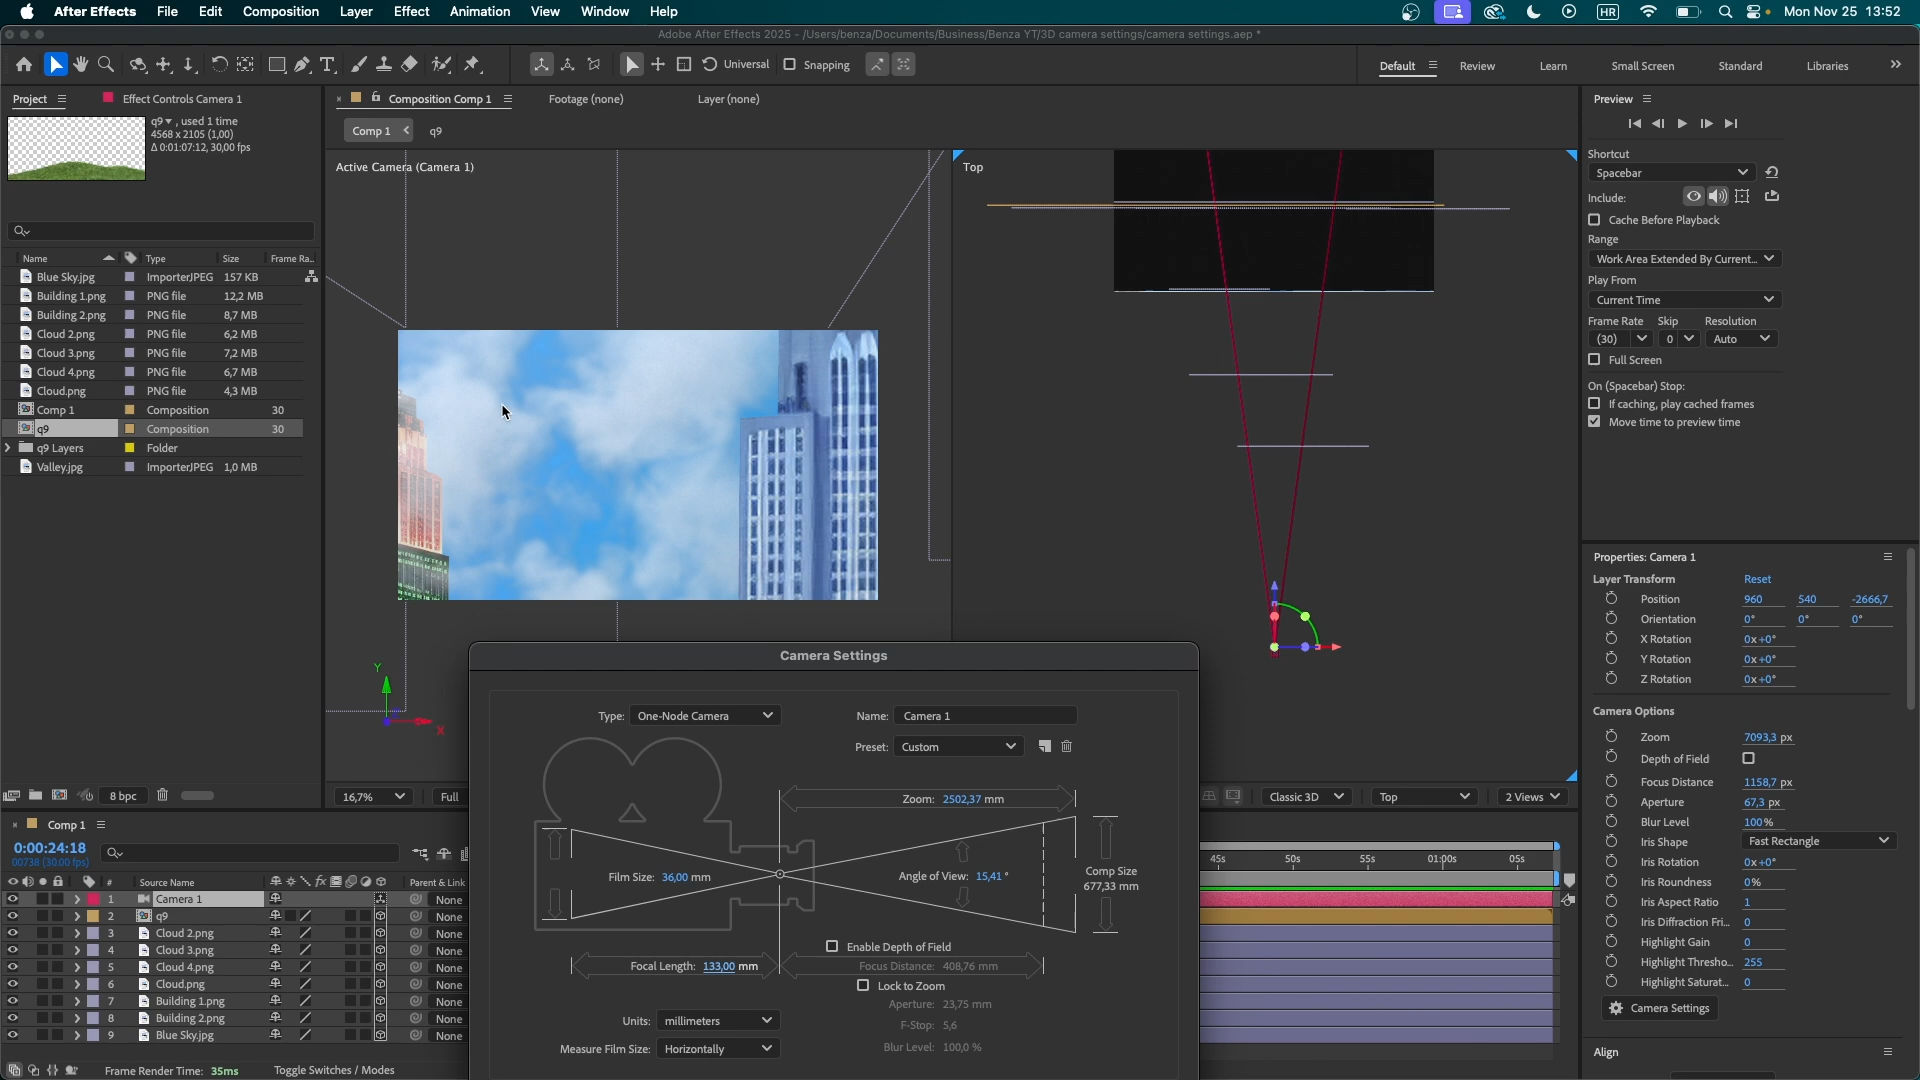 After Effects File Edit Composition Layer Effect Animation View Window Help
HR Mon Nov 25 13:52
Adobe After Effects 2025 - /Users/benza/Documents/Business/Benza YT/3D camera settings/camera settings.aep *
Universal Snapping Default Review Learn Small Screen Standard Libraries
Project Effect Controls Camera 1
q9 , used 1 time
4568 x 2105 (1,00)
Δ 0:01:07:12, 30,00 fps
Name Type Size Frame Ra..
Blue Sky.jpg ImporterJPEG 157 KB
Building 1.png PNG file 12,2 MB
Building 2.png PNG file 8,7 MB
Cloud 2.png PNG file 6,2 MB
Cloud 3.png PNG file 7,2 MB
Cloud 4.png PNG file 6,7 MB
Cloud.png PNG file 4,3 MB
Comp 1 Composition 30
q9 Composition 30
q9 Layers Folder
Valley.jpg ImporterJPEG 1,0 MB
8 bpc
Composition Comp 1 Footage (none) Layer (none)
Comp 1 q9
Active Camera (Camera 1)
Top
Y
X
16,7% Full Classic 3D Top 2 Views
Preview
Shortcut
Spacebar
Include:
Cache Before Playback
Range
Work Area Extended By Current...
Play From
Current Time
Frame Rate Skip Resolution
(30) 0 Auto
Full Screen
On (Spacebar) Stop:
If caching, play cached frames
Move time to preview time
Properties: Camera 1
Layer Transform Reset
Position 960 540 -2666,7
Orientation 0° 0° 0°
X Rotation 0x+0°
Y Rotation 0x+0°
Z Rotation 0x+0°
Camera Options
Zoom 7093,3 px
Depth of Field
Focus Distance 1158,7 px
Aperture 67,3 px
Blur Level 100%
Iris Shape Fast Rectangle
Iris Rotation 0x+0°
Iris Roundness 0%
Iris Aspect Ratio 1
Iris Diffraction Fri... 0
Highlight Gain 0
Highlight Thresho.. 255
Highlight Saturat... 0
Camera Settings
Align
Camera Settings
Type: One-Node Camera
Name: Camera 1
Preset: Custom
Zoom: 2502,37 mm
Film Size: 36,00 mm
Angle of View: 15,41 °
Comp Size
677,33 mm
Enable Depth of Field
Focal Length: 133,00 mm
Focus Distance: 408,76 mm
Lock to Zoom
Aperture: 23,75 mm
F-Stop: 5,6
Blur Level: 100,0 %
Units: millimeters
Measure Film Size: Horizontally
Comp 1
0:00:24:18
00738 (30.00 fps)
45s 50s 55s 01:00s 05s
# Source Name fx Parent & Link
1 Camera 1 None
2 q9 None
3 Cloud 2.png None
4 Cloud 3.png None
5 Cloud 4.png None
6 Cloud.png None
7 Building 1.png None
8 Building 2.png None
9 Blue Sky.jpg None
Frame Render Time: 35ms Toggle Switches / Modes